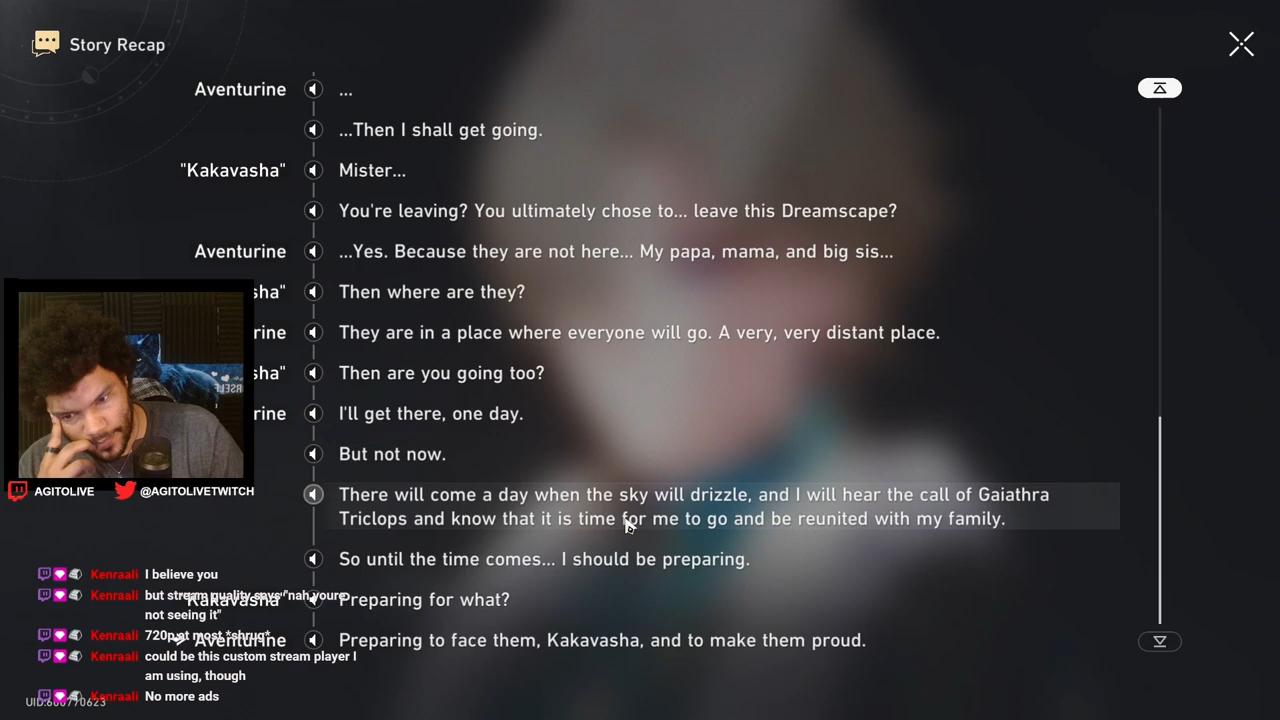 Story Recap
Aventurine ...
...Then I shall get going.
"Kakavasha" Mister...
You're leaving? You ultimately chose to... leave this Dreamscape?
Aventurine ...Yes. Because they are not here... My papa, mama, and big sis...
sha" Then where are they?
rine They are in a place where everyone will go. A very, very distant place.
sha" Then are you going too?
rine I'll get there, one day.
But not now.
There will come a day when the sky will drizzle, and I will hear the call of Gaiathra
Triclops and know that it is time for me to go and be reunited with my family.
So until the time comes... I should be preparing.
"Kakavasha" Preparing for what?
Aventurine Preparing to face them, Kakavasha, and to make them proud.
AGITOLIVE @AGITOLIVETWITCH
Kenraali I believe you
Kenraali but stream quality says "nah youre
not seeing it"
Kenraali 720p at most *shrug*
Kenraali could be this custom stream player I
am using, though
Kenraali No more ads